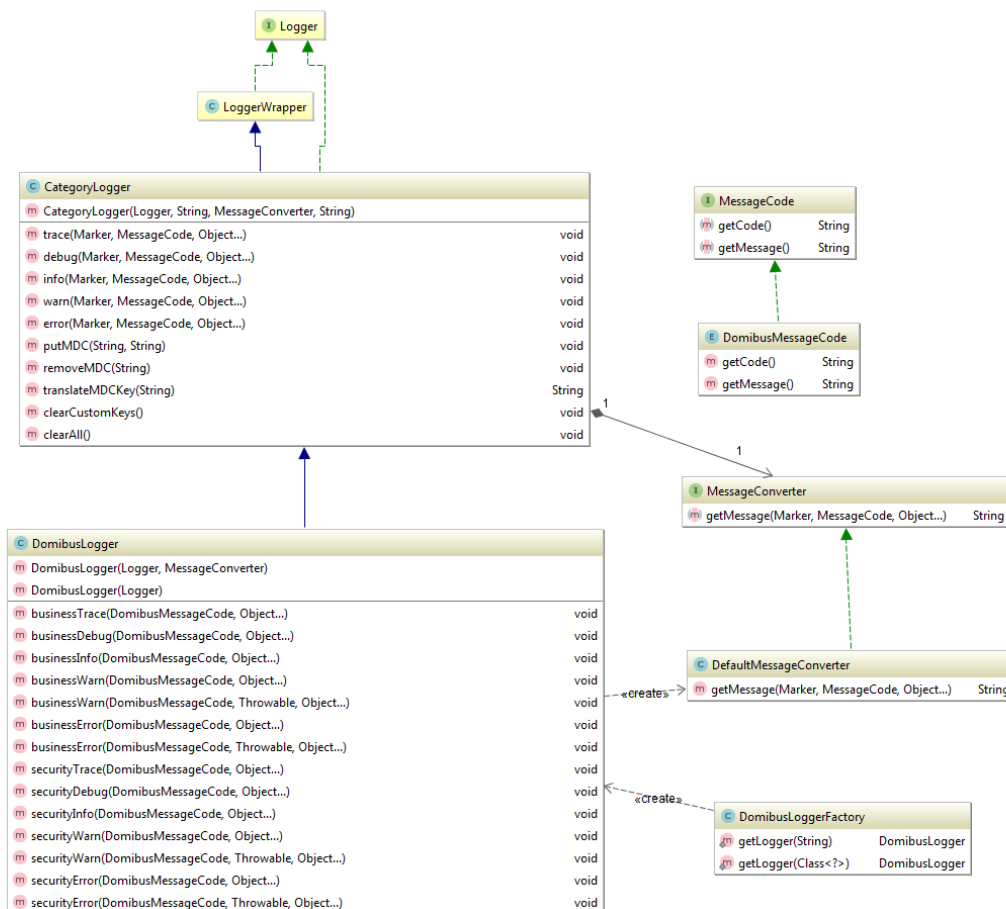 I Logger
C LoggerWrapper
C CategoryLogger
m CategoryLogger(Logger, String, MessageConverter, String)
m trace(Marker, MessageCode, Object...) void
m debug(Marker, MessageCode, Object...) void
m info(Marker, MessageCode, Object...) void
m warn(Marker, MessageCode, Object...) void
m error(Marker, MessageCode, Object...) void
m putMDC(String, String) void
m removeMDC(String) void
m translateMDCKey(String) String
m clearCustomKeys() void
m clearAll() void
I MessageCode
m getCode() String
m getMessage() String
E DomibusMessageCode
m getCode() String
m getMessage() String
1
1
I MessageConverter
m getMessage(Marker, MessageCode, Object...) String
C DomibusLogger
m DomibusLogger(Logger, MessageConverter)
m DomibusLogger(Logger)
m businessTrace(DomibusMessageCode, Object...) void
m businessDebug(DomibusMessageCode, Object...) void
m businessInfo(DomibusMessageCode, Object...) void
m businessWarn(DomibusMessageCode, Object...) void
m businessWarn(DomibusMessageCode, Throwable, Object...) void
m businessError(DomibusMessageCode, Object...) void
m businessError(DomibusMessageCode, Throwable, Object...) void
m securityTrace(DomibusMessageCode, Object...) void
m securityDebug(DomibusMessageCode, Object...) void
m securityInfo(DomibusMessageCode, Object...) void
m securityWarn(DomibusMessageCode, Object...) void
m securityWarn(DomibusMessageCode, Throwable, Object...) void
m securityError(DomibusMessageCode, Object...) void
m securityError(DomibusMessageCode, Throwable, Object...) void
C DefaultMessageConverter
m getMessage(Marker, MessageCode, Object...) String
«create»
«create»
C DomibusLoggerFactory
m getLogger(String) DomibusLogger
m getLogger(Class<?>) DomibusLogger